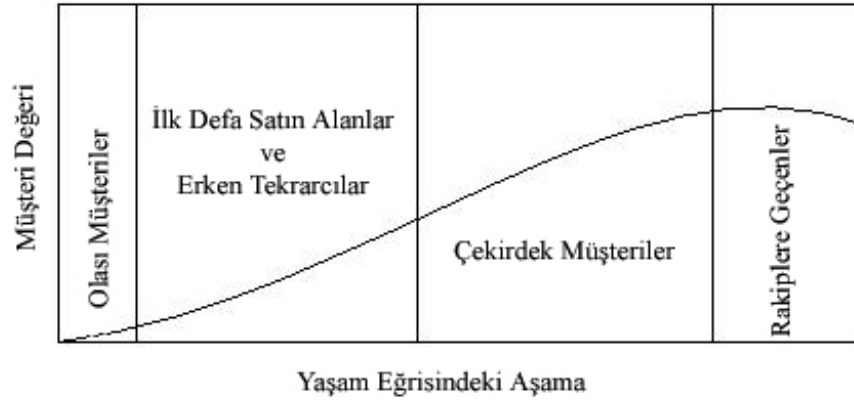 Müşteri Değeri
Olası Müşteriler
İlk Defa Satın Alanlar
ve
Erken Tekrarcılar
Çekirdek Müşteriler
Rakiplere Geçenler
Yaşam Eğrisindeki Aşama